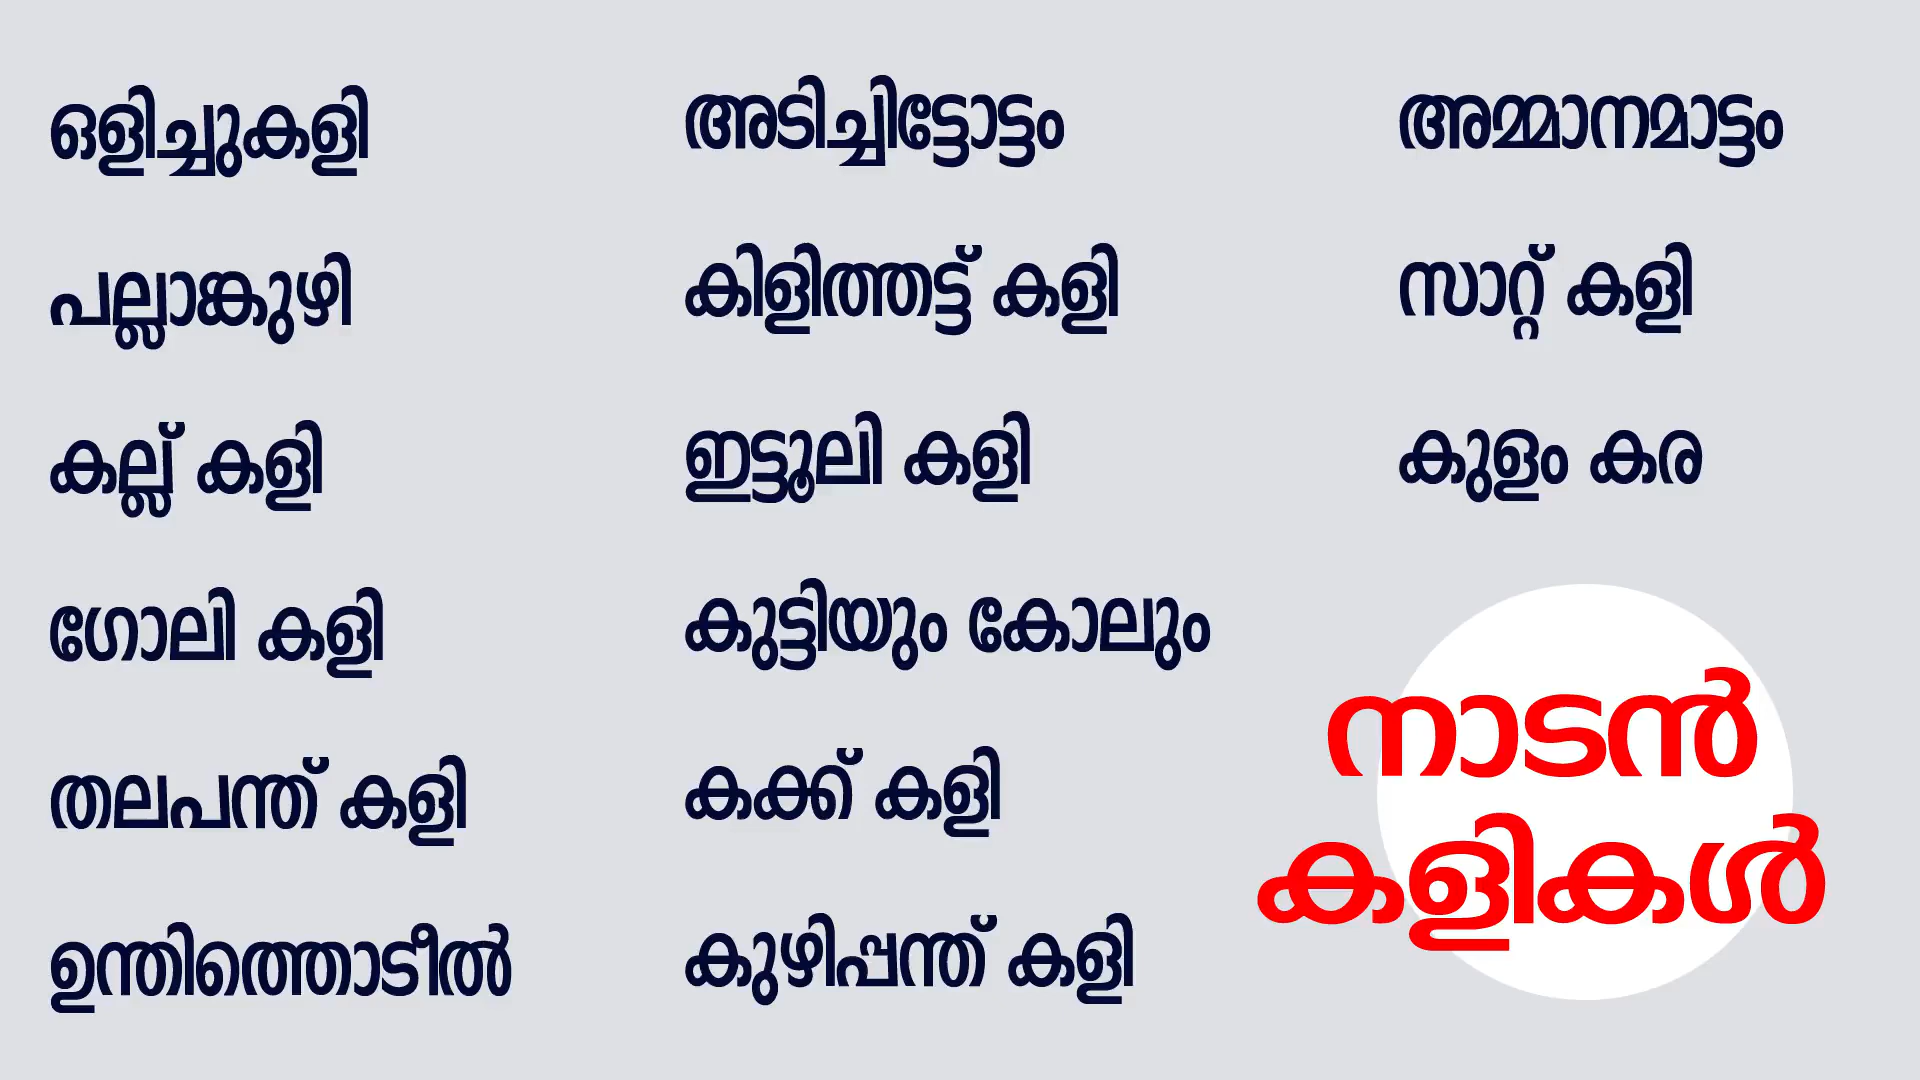 ഒളിച്ചുകളി
പല്ലാങ്കുഴി
കല്ല് കളി
ഗോലി കളി
തലപന്ത് കളി
ഉന്തിത്തൊടീൽ
അടിച്ചിട്ടോട്ടം
കിളിത്തട്ട് കളി
ഇട്ടൂലി കളി
കുട്ടിയും കോലും
കക്ക് കളി
കുഴിപ്പന്ത് കളി
അമ്മാനമാട്ടം
സാറ്റ് കളി
കുളം കര
നാടൻ
കളികൾ